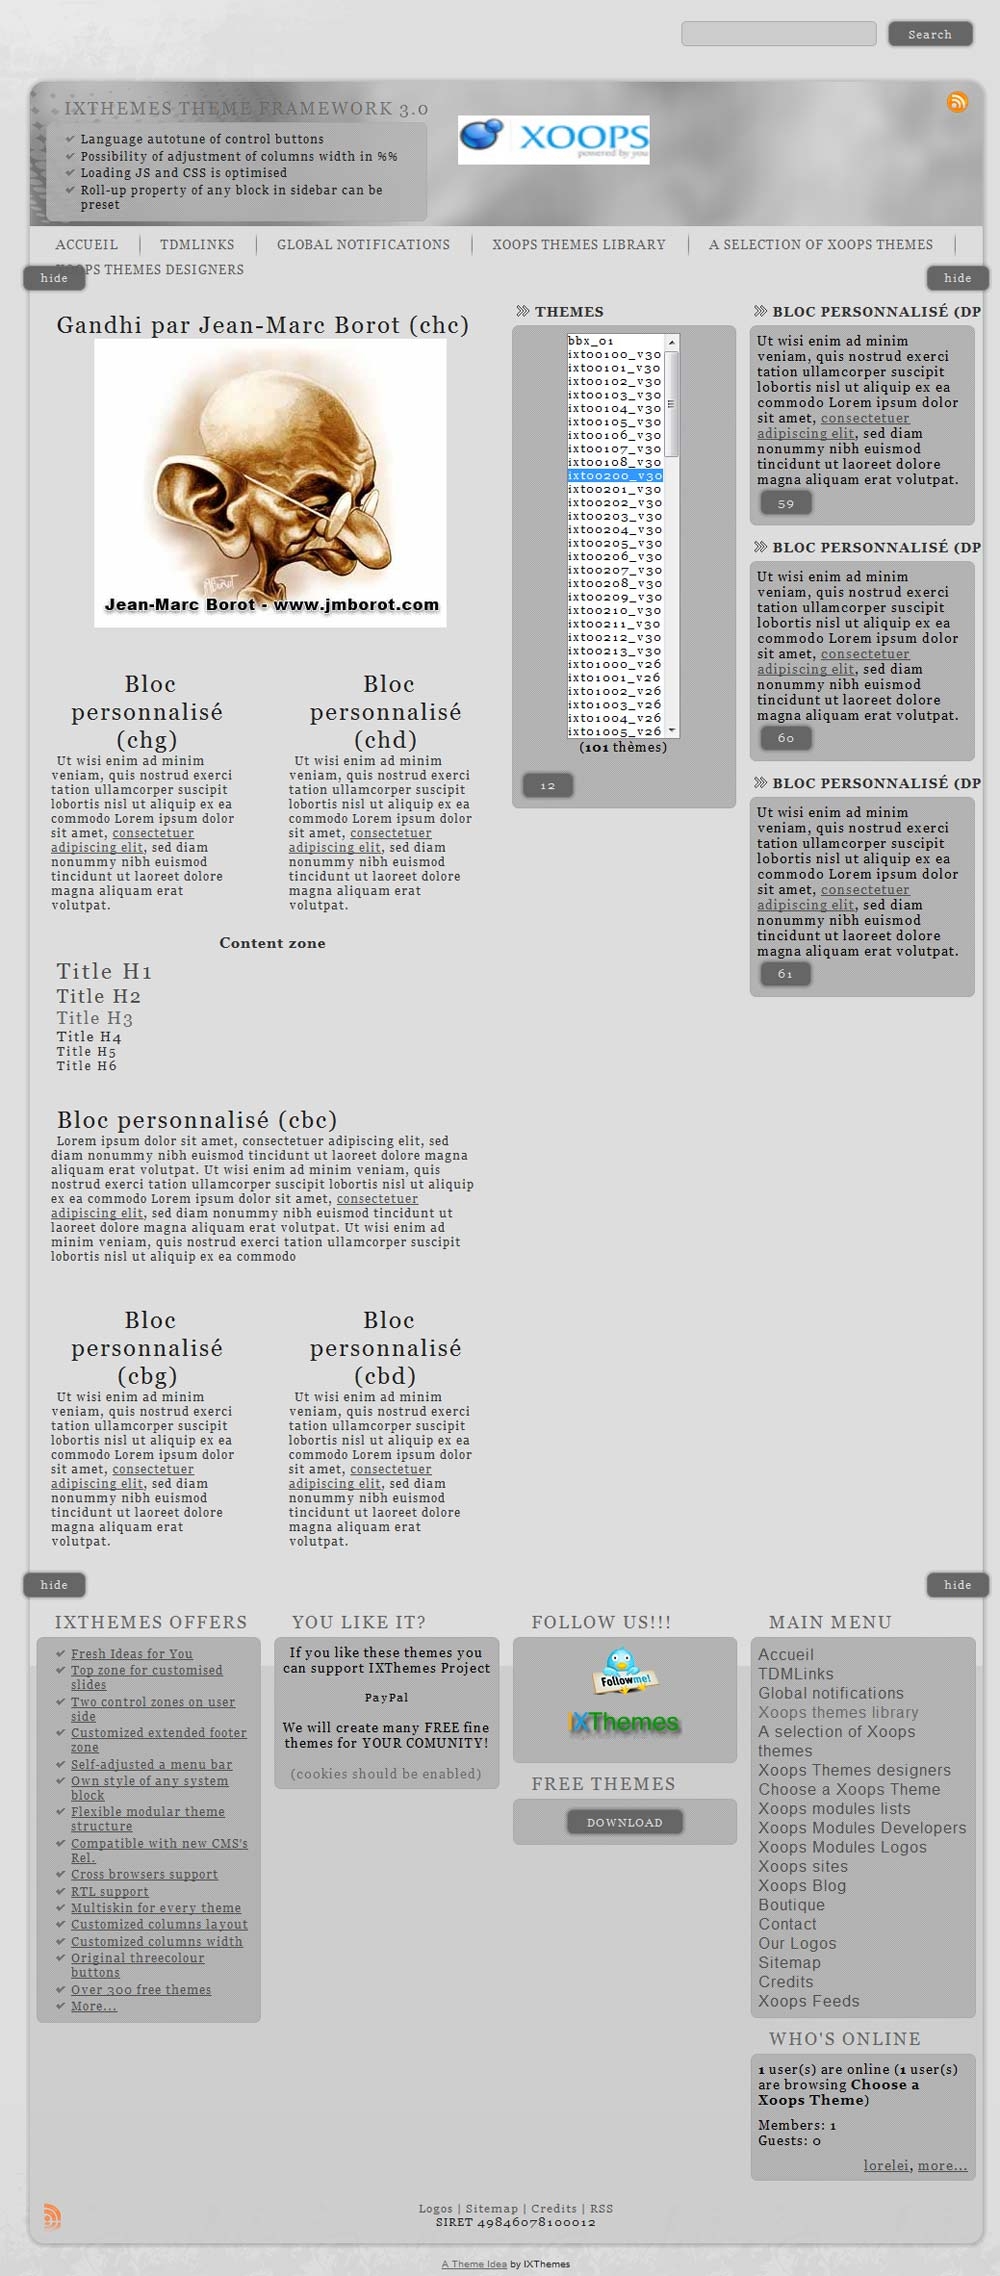 Search
IXTHEMES THEME FRAMEWORK 3.0
Language autotune of control buttons
Possibility of adjustment of columns width in %%
Loading JS and CSS is optimised
Roll-up property of any block in sidebar can be
preset
XOOPS
powered by you
ACCUEIL
TDMLINKS
GLOBAL NOTIFICATIONS
XOOPS THEMES LIBRARY
A SELECTION OF XOOPS THEMES
XOOPS THEMES DESIGNERS
hide
hide
Gandhi par Jean-Marc Borot (chc)
Jean-Marc Borot - www.jmborot.com
Bloc
personnalisé
(chg)
Ut wisi enim ad minim
veniam, quis nostrud exerci
tation ullamcorper suscipit
lobortis nisl ut aliquip ex ea
commodo Lorem ipsum dolor
sit amet, consectetuer
adipiscing elit, sed diam
nonummy nibh euismod
tincidunt ut laoreet dolore
magna aliquam erat
volutpat.
Bloc
personnalisé
(chd)
Ut wisi enim ad minim
veniam, quis nostrud exerci
tation ullamcorper suscipit
lobortis nisl ut aliquip ex ea
commodo Lorem ipsum dolor
sit amet, consectetuer
adipiscing elit, sed diam
nonummy nibh euismod
tincidunt ut laoreet dolore
magna aliquam erat
volutpat.
Content zone
Title H1
Title H2
Title H3
Title H4
Title H5
Title H6
Bloc personnalisé (cbc)
Lorem ipsum dolor sit amet, consectetuer adipiscing elit, sed
diam nonummy nibh euismod tincidunt ut laoreet dolore magna
aliquam erat volutpat. Ut wisi enim ad minim veniam, quis
nostrud exerci tation ullamcorper suscipit lobortis nisl ut aliquip
ex ea commodo Lorem ipsum dolor sit amet, consectetuer
adipiscing elit, sed diam nonummy nibh euismod tincidunt ut
laoreet dolore magna aliquam erat volutpat. Ut wisi enim ad
minim veniam, quis nostrud exerci tation ullamcorper suscipit
lobortis nisl ut aliquip ex ea commodo
Bloc
personnalisé
(cbg)
Ut wisi enim ad minim
veniam, quis nostrud exerci
tation ullamcorper suscipit
lobortis nisl ut aliquip ex ea
commodo Lorem ipsum dolor
sit amet, consectetuer
adipiscing elit, sed diam
nonummy nibh euismod
tincidunt ut laoreet dolore
magna aliquam erat
volutpat.
Bloc
personnalisé
(cbd)
Ut wisi enim ad minim
veniam, quis nostrud exerci
tation ullamcorper suscipit
lobortis nisl ut aliquip ex ea
commodo Lorem ipsum dolor
sit amet, consectetuer
adipiscing elit, sed diam
nonummy nibh euismod
tincidunt ut laoreet dolore
magna aliquam erat
volutpat.
THEMES
bbx_01
ixt00100_v30
ixt00101_v30
ixt00102_v30
ixt00103_v30
ixt00104_v30
ixt00105_v30
ixt00106_v30
ixt00107_v30
ixt00108_v30
ixt00200_v30
ixt00201_v30
ixt00202_v30
ixt00203_v30
ixt00204_v30
ixt00205_v30
ixt00206_v30
ixt00207_v30
ixt00208_v30
ixt00209_v30
ixt00210_v30
ixt00211_v30
ixt00212_v30
ixt00213_v30
ixt01000_v26
ixt01001_v26
ixt01002_v26
ixt01003_v26
ixt01004_v26
ixt01005_v26
(101 thèmes)
12
BLOC PERSONNALISÉ (DP
Ut wisi enim ad minim
veniam, quis nostrud exerci
tation ullamcorper suscipit
lobortis nisl ut aliquip ex ea
commodo Lorem ipsum dolor
sit amet, consectetuer
adipiscing elit, sed diam
nonummy nibh euismod
tincidunt ut laoreet dolore
magna aliquam erat volutpat.
59
BLOC PERSONNALISÉ (DP
Ut wisi enim ad minim
veniam, quis nostrud exerci
tation ullamcorper suscipit
lobortis nisl ut aliquip ex ea
commodo Lorem ipsum dolor
sit amet, consectetuer
adipiscing elit, sed diam
nonummy nibh euismod
tincidunt ut laoreet dolore
magna aliquam erat volutpat.
60
BLOC PERSONNALISÉ (DP
Ut wisi enim ad minim
veniam, quis nostrud exerci
tation ullamcorper suscipit
lobortis nisl ut aliquip ex ea
commodo Lorem ipsum dolor
sit amet, consectetuer
adipiscing elit, sed diam
nonummy nibh euismod
tincidunt ut laoreet dolore
magna aliquam erat volutpat.
61
hide
hide
IXTHEMES OFFERS
Fresh Ideas for You
Top zone for customised
slides
Two control zones on user
side
Customized extended footer
zone
Self-adjusted a menu bar
Own style of any system
block
Flexible modular theme
structure
Compatible with new CMS's
Rel.
Cross browsers support
RTL support
Multiskin for every theme
Customized columns layout
Customized columns width
Original threecolour
buttons
Over 300 free themes
More...
YOU LIKE IT?
If you like these themes you
can support IXThemes Project
PayPal
We will create many FREE fine
themes for YOUR COMUNITY!
(cookies should be enabled)
FOLLOW US!!!
Followme!
IXThemes
FREE THEMES
DOWNLOAD
MAIN MENU
Accueil
TDMLinks
Global notifications
Xoops themes library
A selection of Xoops
themes
Xoops Themes designers
Choose a Xoops Theme
Xoops modules lists
Xoops Modules Developers
Xoops Modules Logos
Xoops sites
Xoops Blog
Boutique
Contact
Our Logos
Sitemap
Credits
Xoops Feeds
WHO'S ONLINE
1 user(s) are online (1 user(s)
are browsing Choose a
Xoops Theme)
Members: 1
Guests: 0
lorelei, more...
Logos | Sitemap | Credits | RSS
SIRET 49846078100012
A Theme Idea by IXThemes